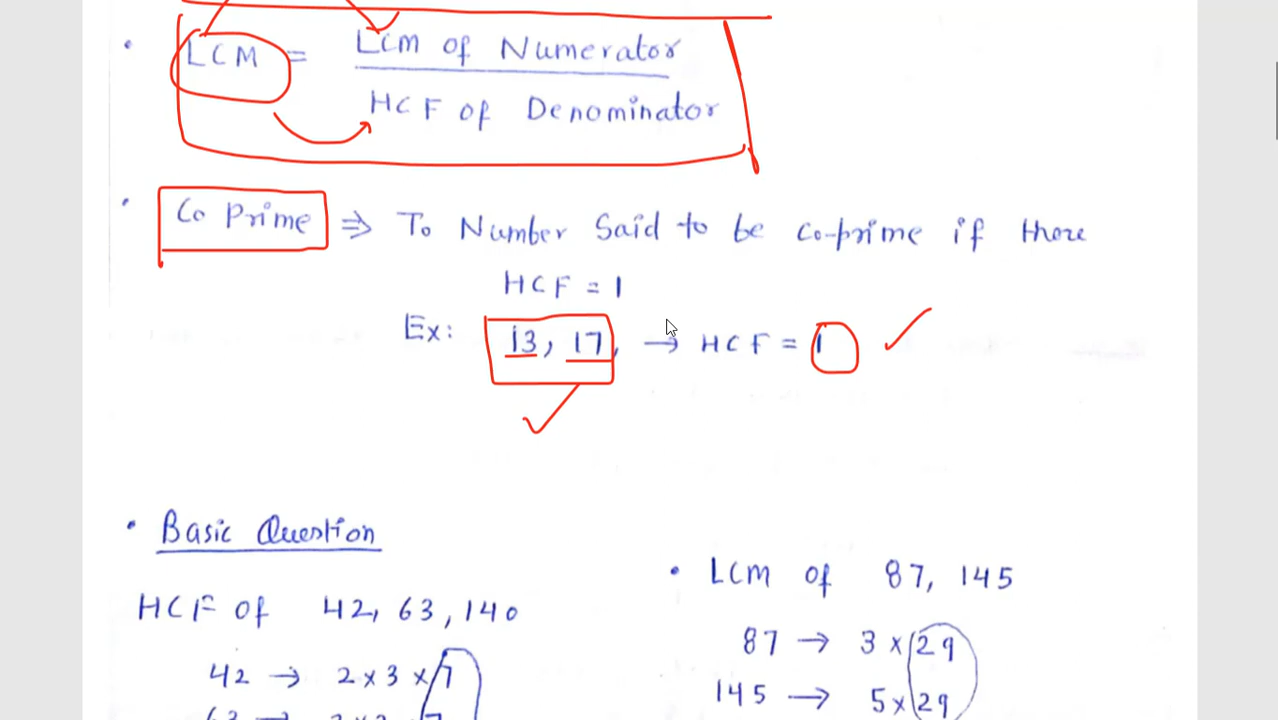 LCM = Lcm of Numerator
HCF of Denominator
Co Prime ⇒ To Number Said to be co-prime if there
HCF = 1
Ex: 13, 17, → HCF = 1
Basic Question
HCF of 42, 63, 140
42 → 2 x 3 x 7
LCM of 87, 145
87 → 3 x 29
145 → 5 x 29